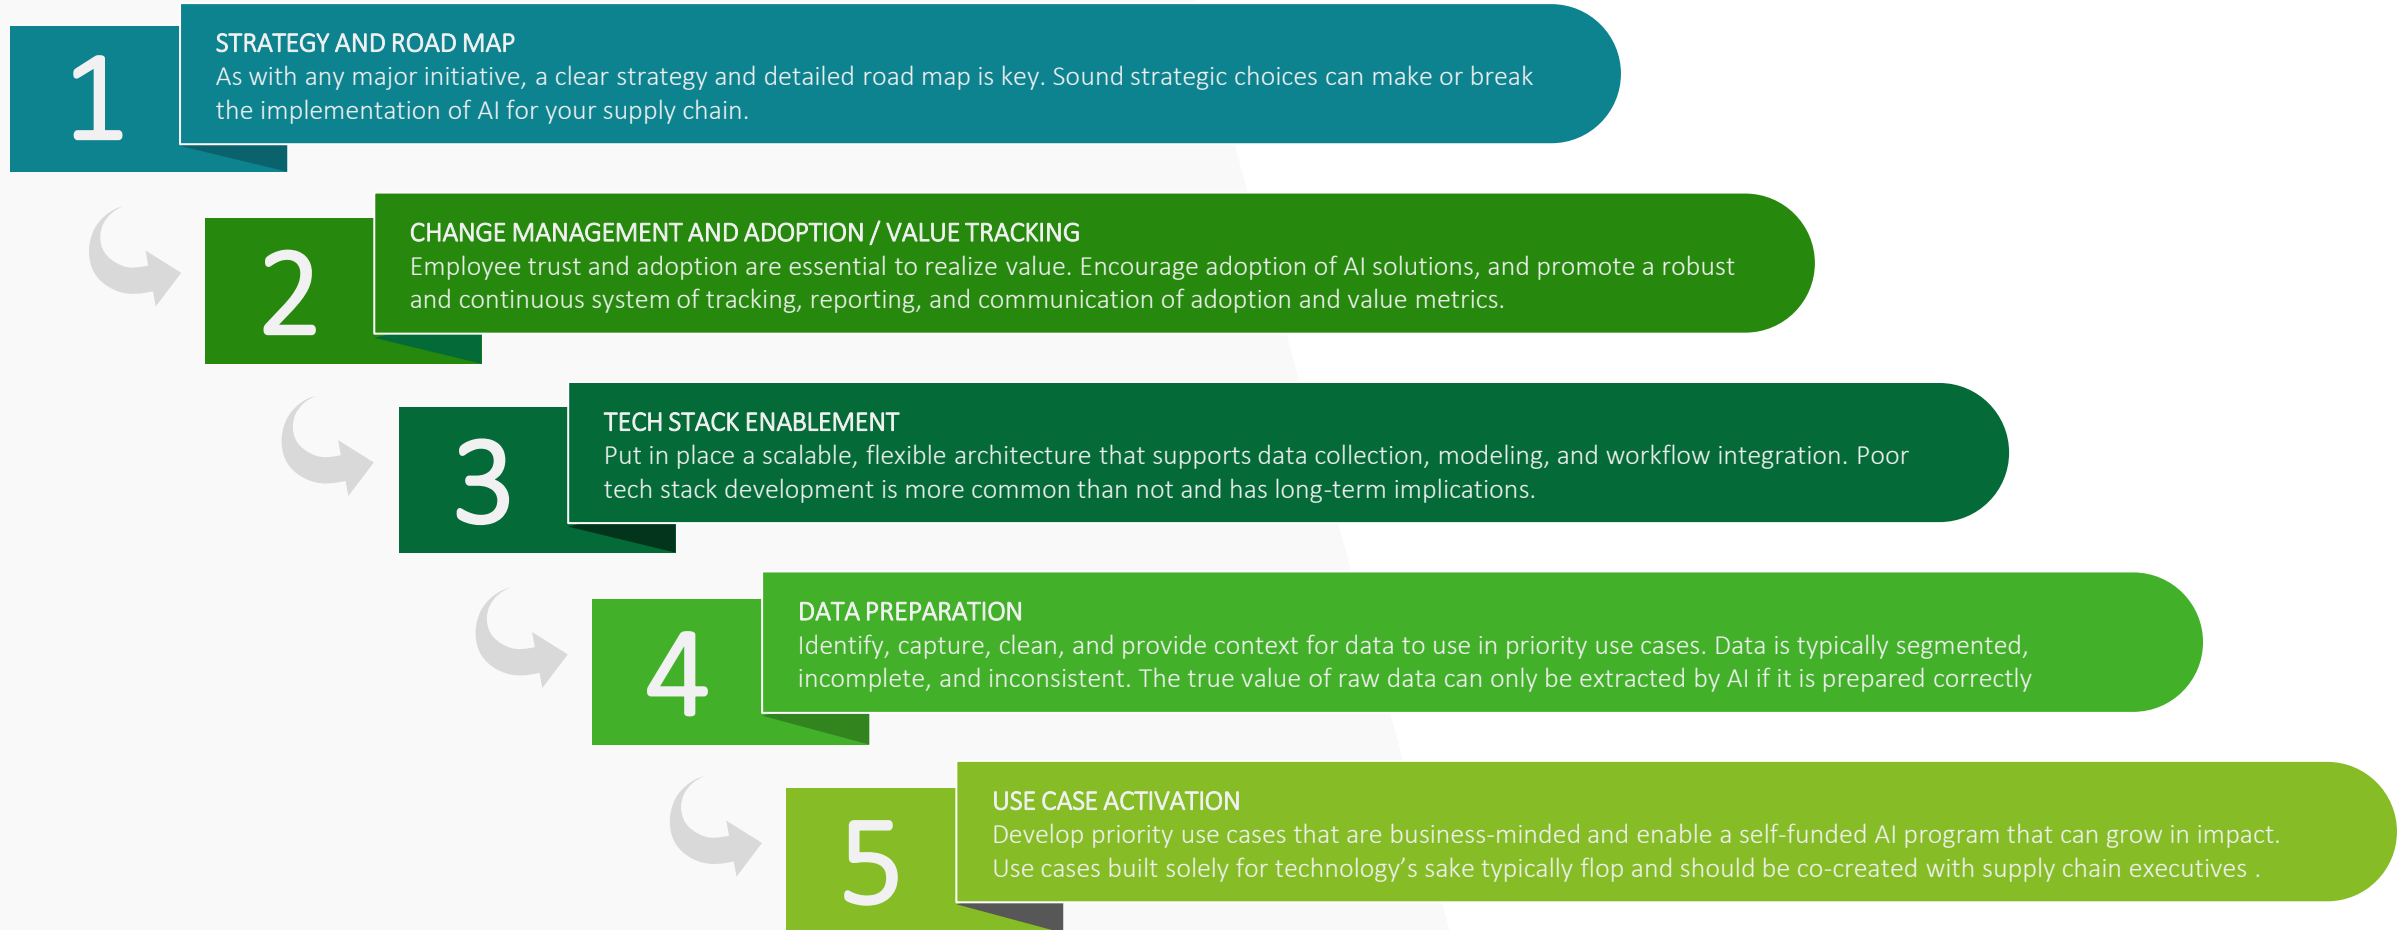 1
STRATEGY AND ROAD MAP
As with any major initiative, a clear strategy and detailed road map is key. Sound strategic choices can make or break
the implementation of AI for your supply chain.
2
CHANGE MANAGEMENT AND ADOPTION / VALUE TRACKING
Employee trust and adoption are essential to realize value. Encourage adoption of AI solutions, and promote a robust
and continuous system of tracking, reporting, and communication of adoption and value metrics.
3
TECH STACK ENABLEMENT
Put in place a scalable, flexible architecture that supports data collection, modeling, and workflow integration. Poor
tech stack development is more common than not and has long-term implications.
4
DATA PREPARATION
Identify, capture, clean, and provide context for data to use in priority use cases. Data is typically segmented,
incomplete, and inconsistent. The true value of raw data can only be extracted by AI if it is prepared correctly
5
USE CASE ACTIVATION
Develop priority use cases that are business-minded and enable a self-funded AI program that can grow in impact.
Use cases built solely for technology’s sake typically flop and should be co-created with supply chain executives .